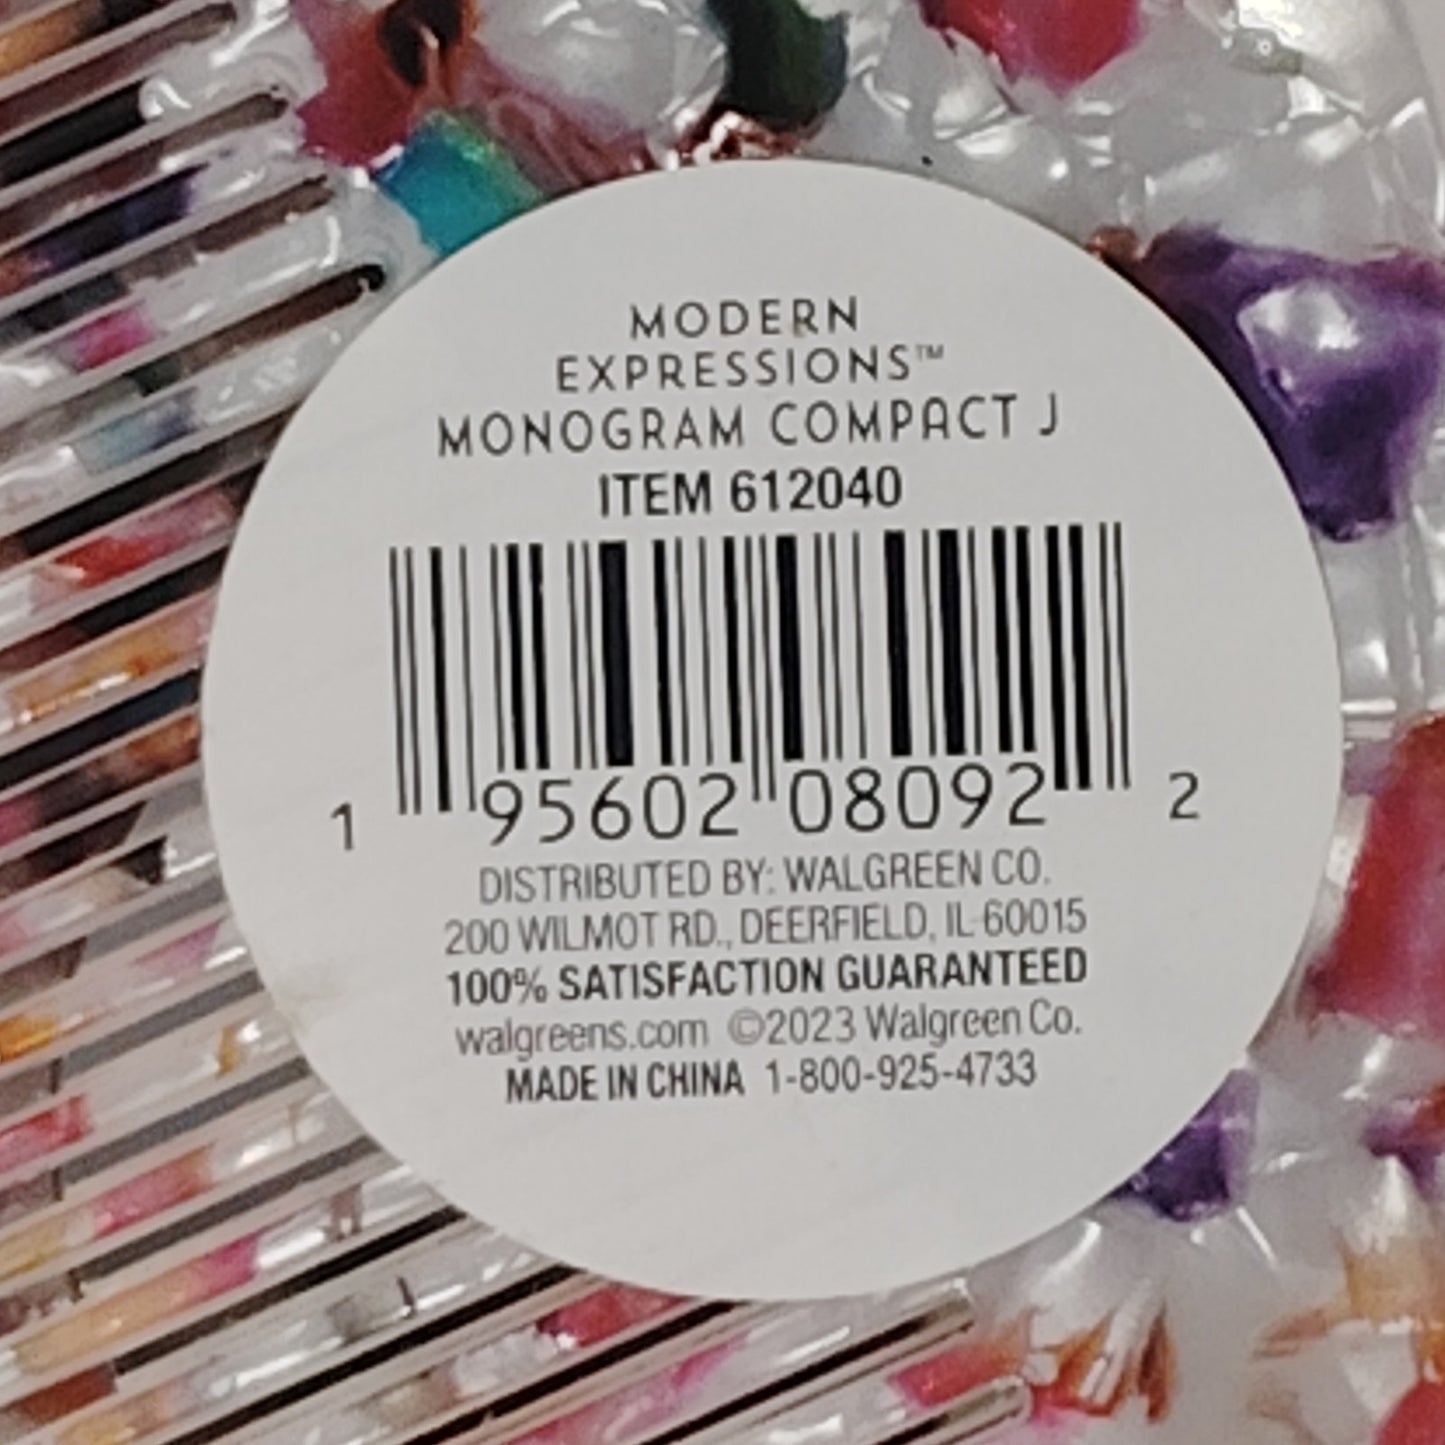 MODERN
EXPRESSIONS™
MONOGRAM COMPACT J
ITEM 612040
1 95602 08092 2
DISTRIBUTED BY: WALGREEN CO.
200 WILMOT RD., DEERFIELD, IL 60015
100% SATISFACTION GUARANTEED
walgreens.com ©2023 Walgreen Co.
MADE IN CHINA 1-800-925-4733